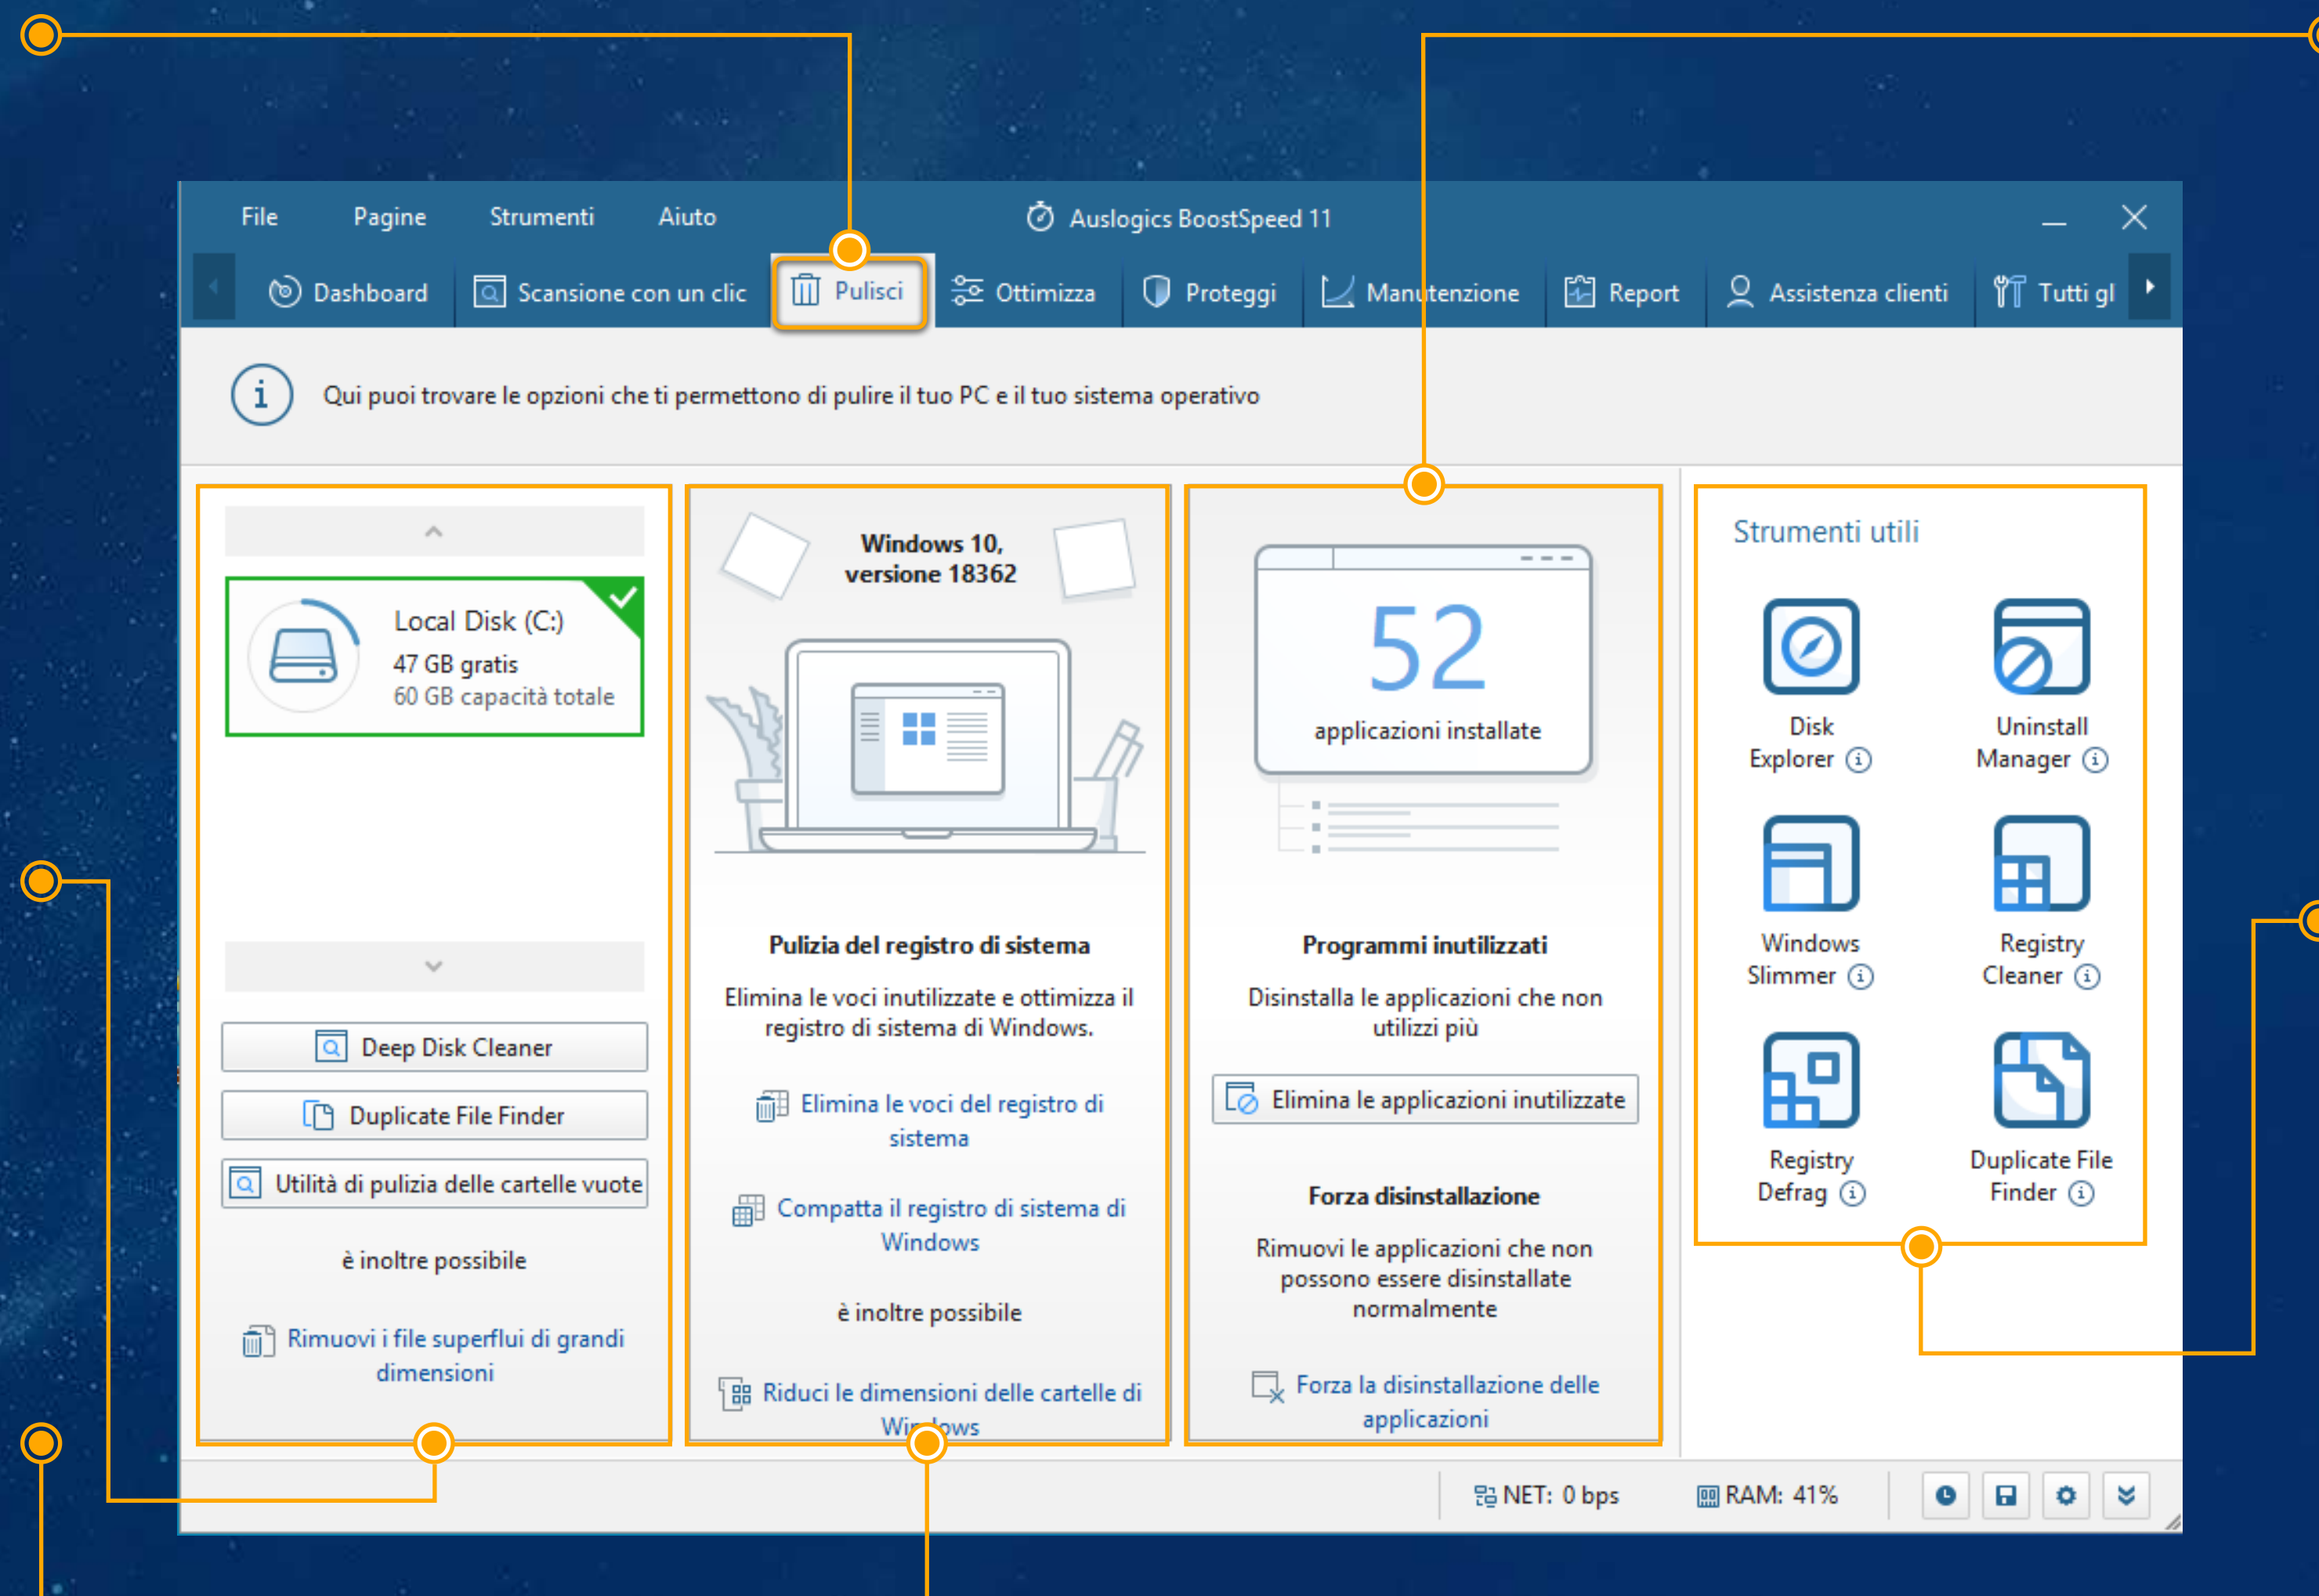 File Pagine Strumenti Aiuto Auslogics BoostSpeed 11
Dashboard Scansione con un clic Pulisci Ottimizza Proteggi Manutenzione Report Assistenza clienti Tutti gl
Qui puoi trovare le opzioni che ti permettono di pulire il tuo PC e il tuo sistema operativo
Local Disk (C:)
47 GB gratis
60 GB capacità totale
Deep Disk Cleaner
Duplicate File Finder
Utilità di pulizia delle cartelle vuote
è inoltre possibile
Rimuovi i file superflui di grandi
dimensioni
Windows 10,
versione 18362
Pulizia del registro di sistema
Elimina le voci inutilizzate e ottimizza il
registro di sistema di Windows.
Elimina le voci del registro di
sistema
Compatta il registro di sistema di
Windows
è inoltre possibile
Riduci le dimensioni delle cartelle di
Windows
52
applicazioni installate
Programmi inutilizzati
Disinstalla le applicazioni che non
utilizzi più
Elimina le applicazioni inutilizzate
Forza disinstallazione
Rimuovi le applicazioni che non
possono essere disinstallate
normalmente
Forza la disinstallazione delle
applicazioni
Strumenti utili
Disk
Explorer
Uninstall
Manager
Windows
Slimmer
Registry
Cleaner
Registry
Defrag
Duplicate File
Finder
NET: 0 bps RAM: 41%